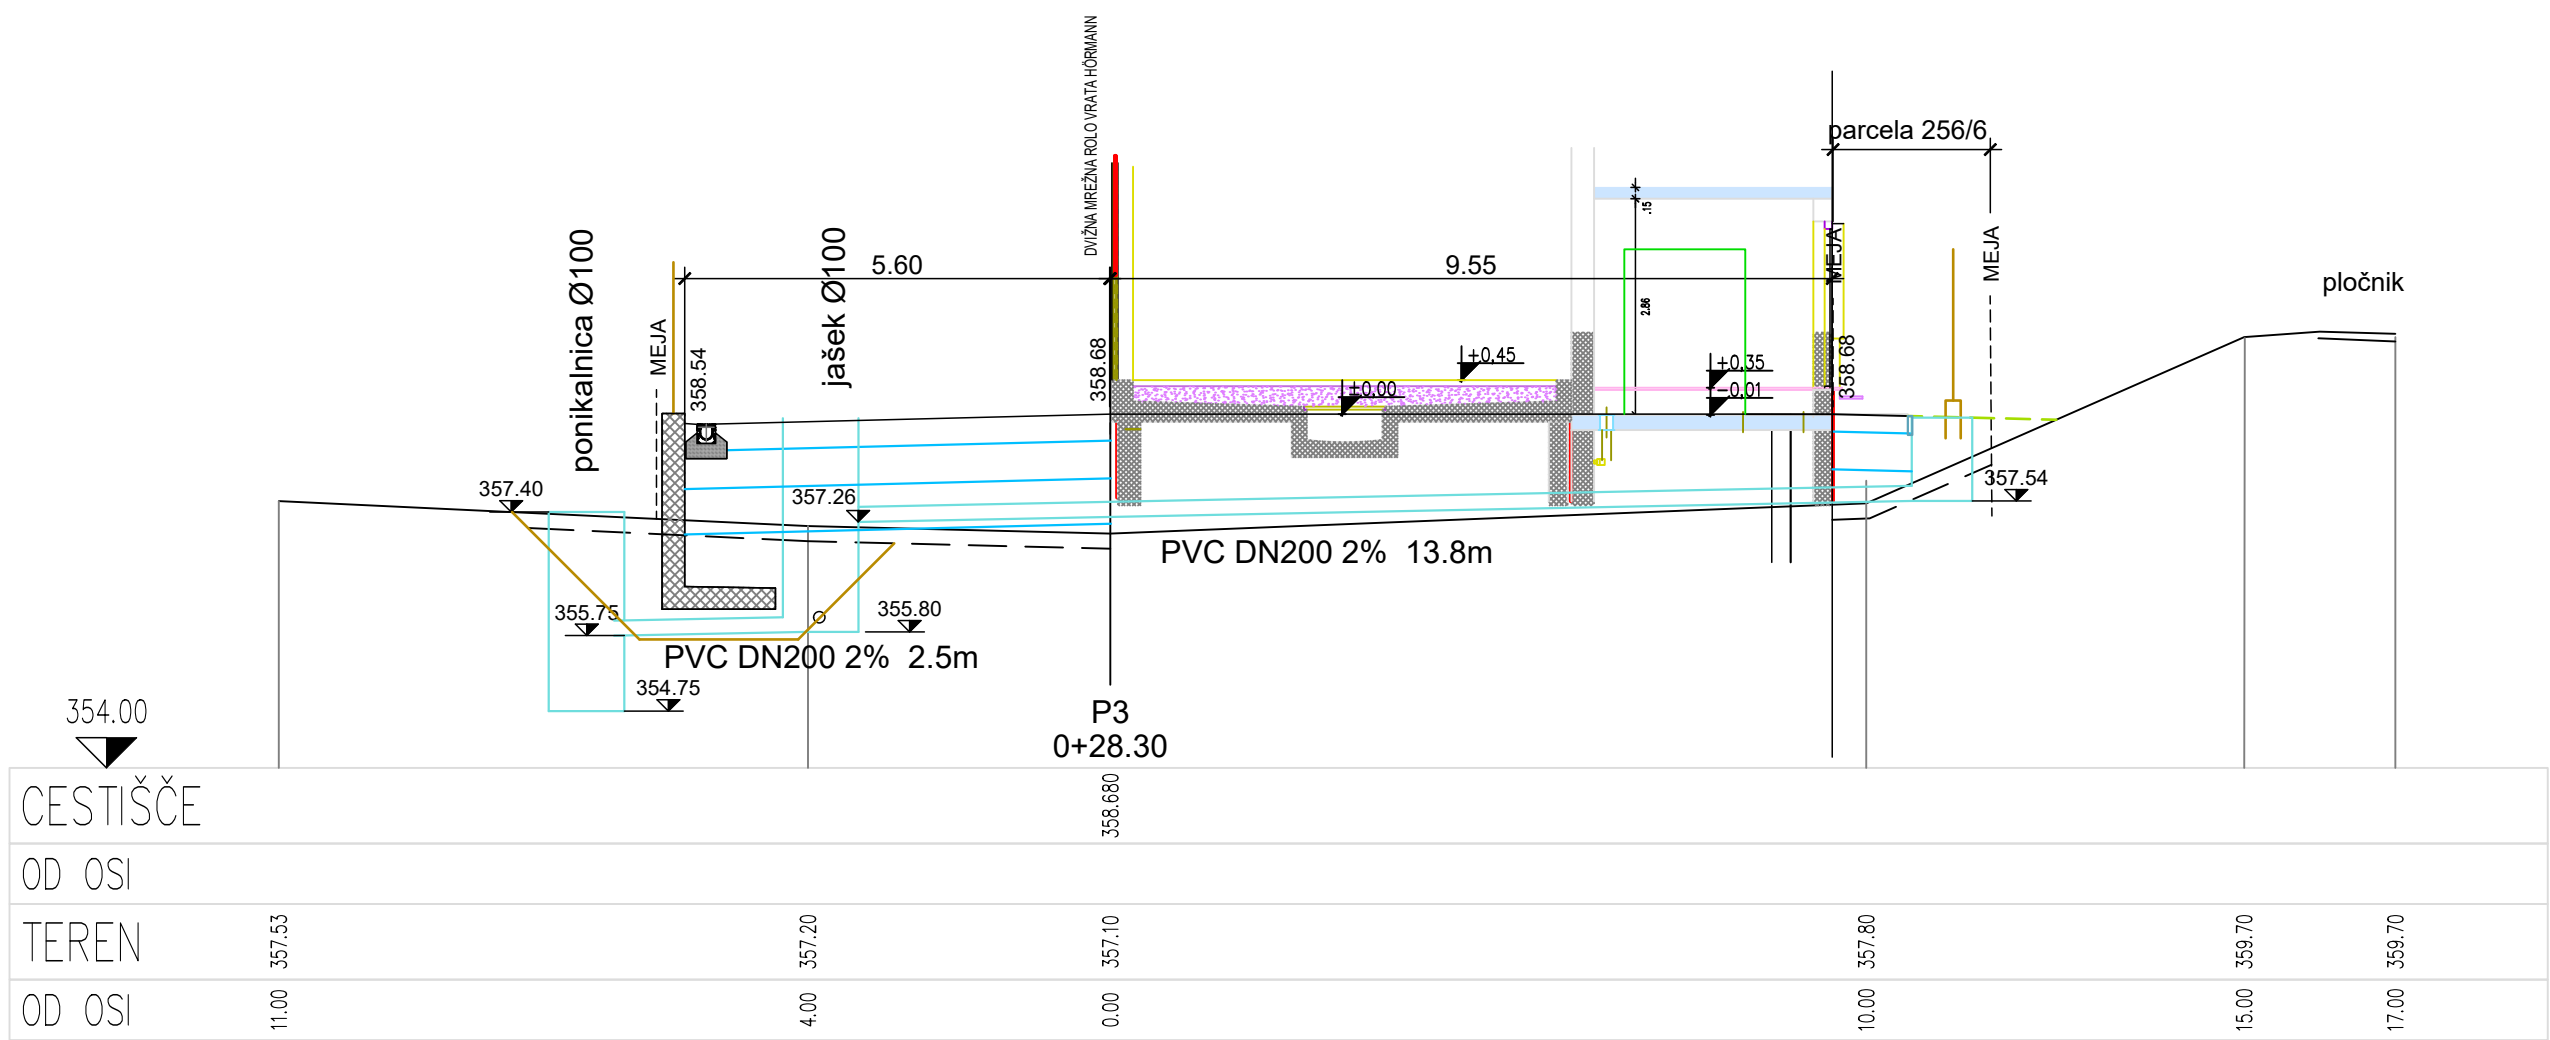 DVIŽNA MREŽNA ROLO VRATA HÖRMANN
parcela 256/6
.15
ponikalnica Ø100
jašek Ø100
MEJA
MEJA
MEJA
5.60
9.55
pločnik
2.86
358.54
358.68
358.68
+0,45
±0,00
+0,35
-0,01
357.40
357.26
357.54
PVC DN200 2% 13.8m
355.75
355.80
PVC DN200 2% 2.5m
354.75
354.00
P3
0+28.30
CESTIŠČE
358.680
OD OSI
TEREN
357.53
357.20
357.10
357.80
359.70
359.70
OD OSI
11.00
4.00
0.00
10.00
15.00
17.00